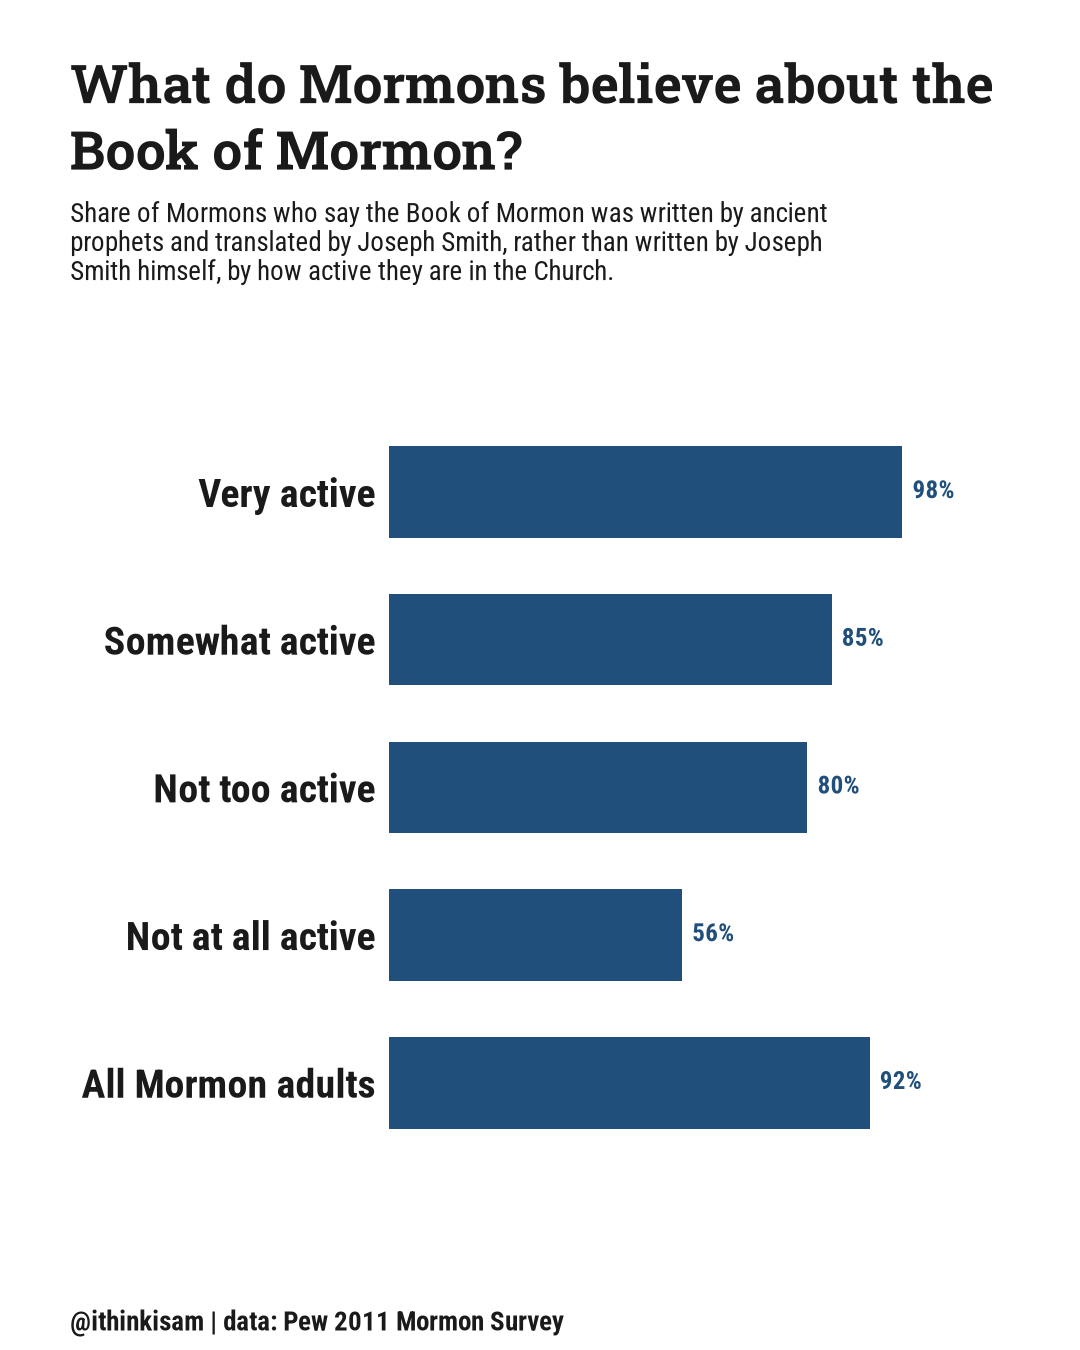 What do Mormons believe about the
Book of Mormon?
Share of Mormons who say the Book of Mormon was written by ancient
prophets and translated by Joseph Smith, rather than written by Joseph
Smith himself, by how active they are in the Church.
Very active 98%
Somewhat active 85%
Not too active 80%
Not at all active 56%
All Mormon adults 92%
@ithinkisam | data: Pew 2011 Mormon Survey